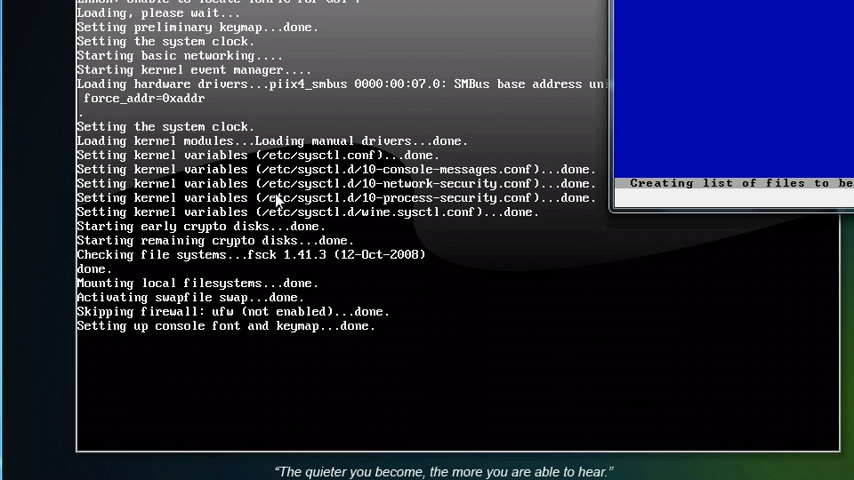 Loading, please wait...
Setting preliminary keymap...done.
Setting the system clock.
Starting basic networking....
Starting kernel event manager....
Loading hardware drivers...piix4_smbus 0000:00:07.0: SMBus base address uni
force_addr=0xaddr
.
Setting the system clock.
Loading kernel modules...Loading manual drivers...done.
Setting kernel variables (/etc/sysctl.conf)...done.
Setting kernel variables (/etc/sysctl.d/10-console-messages.conf)...done.
Setting kernel variables (/etc/sysctl.d/10-network-security.conf)...done.
Setting kernel variables (/etc/sysctl.d/10-process-security.conf)...done.
Setting kernel variables (/etc/sysctl.d/wine.sysctl.conf)...done.
Creating list of files to be
Starting early crypto disks...done.
Starting remaining crypto disks...done.
Checking file systems...fsck 1.41.3 (12-Oct-2008)
done.
Mounting local filesystems...done.
Activating swapfile swap...done.
Skipping firewall: ufw (not enabled)...done.
Setting up console font and keymap...done.
“The quieter you become, the more you are able to hear.”